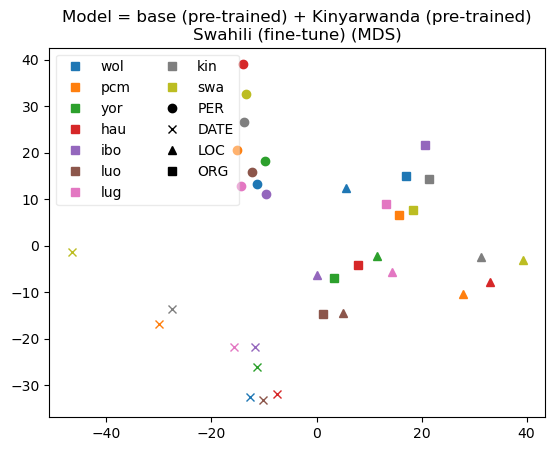 Model = base (pre-trained) + Kinyarwanda (pre-trained)
Swahili (fine-tune) (MDS)
40
30
20
10
0
−10
−20
−30
−40
−20
0
20
40
wol
pcm
yor
hau
ibo
luo
lug
kin
swa
PER
DATE
LOC
ORG